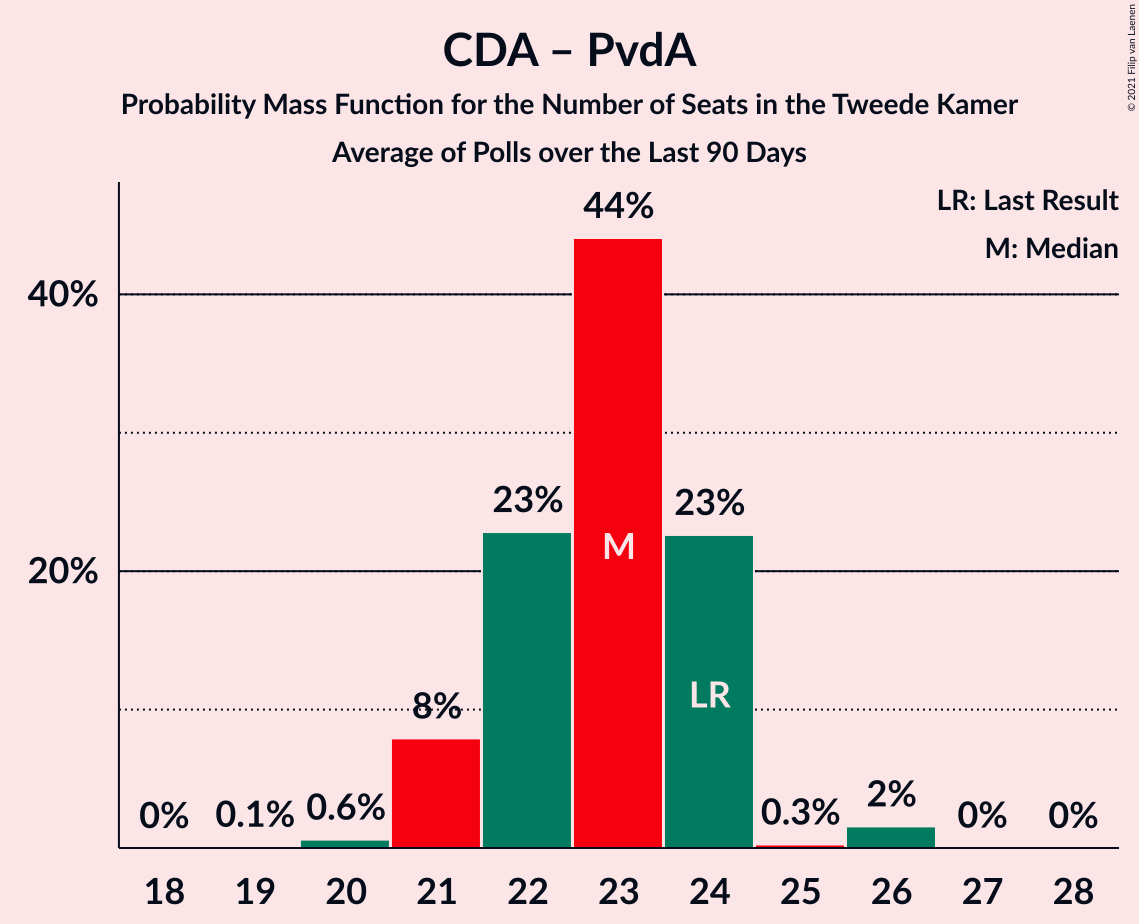 CDA – PvdA
Probability Mass Function for the Number of Seats in the Tweede Kamer
Average of Polls over the Last 90 Days
© 2021 Filip van Laenen
LR: Last Result
M: Median
44%
40%
23%
23%
M
20%
LR
8%
0%
0.1%
0.6%
0.3%
2%
0%
0%
18 19 20 21 22 23 24 25 26 27 28